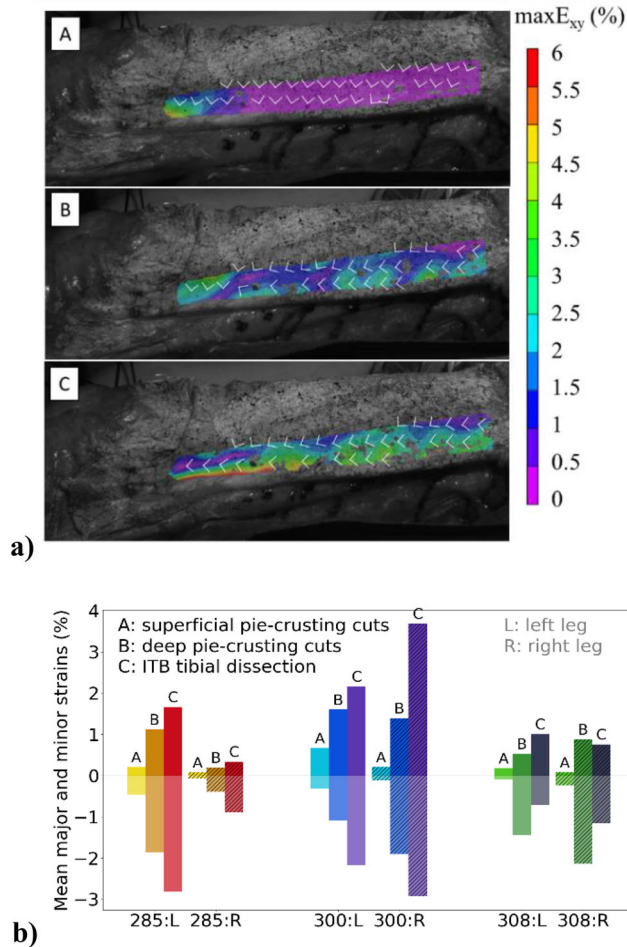 maxExy (%)
A
6
5.5
5
4.5
4
3.5
3
2.5
2
1.5
1
0.5
0
B
C
a)
Mean major and minor strains (%)
4
3
2
1
0
−1
−2
−3
A: superficial pie-crusting cuts
B: deep pie-crusting cuts
C: ITB tibial dissection
L: left leg
R: right leg
A B C
A B C
A B C
A B C
A B C
A B C
285:L 285:R 300:L 300:R 308:L 308:R
b)